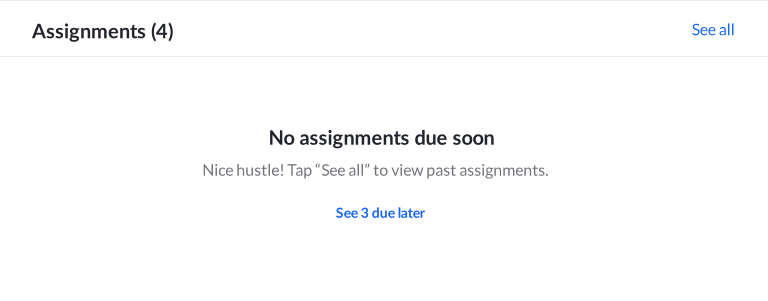 Assignments (4)
See all
No assignments due soon
Nice hustle! Tap “See all” to view past assignments.
See 3 due later